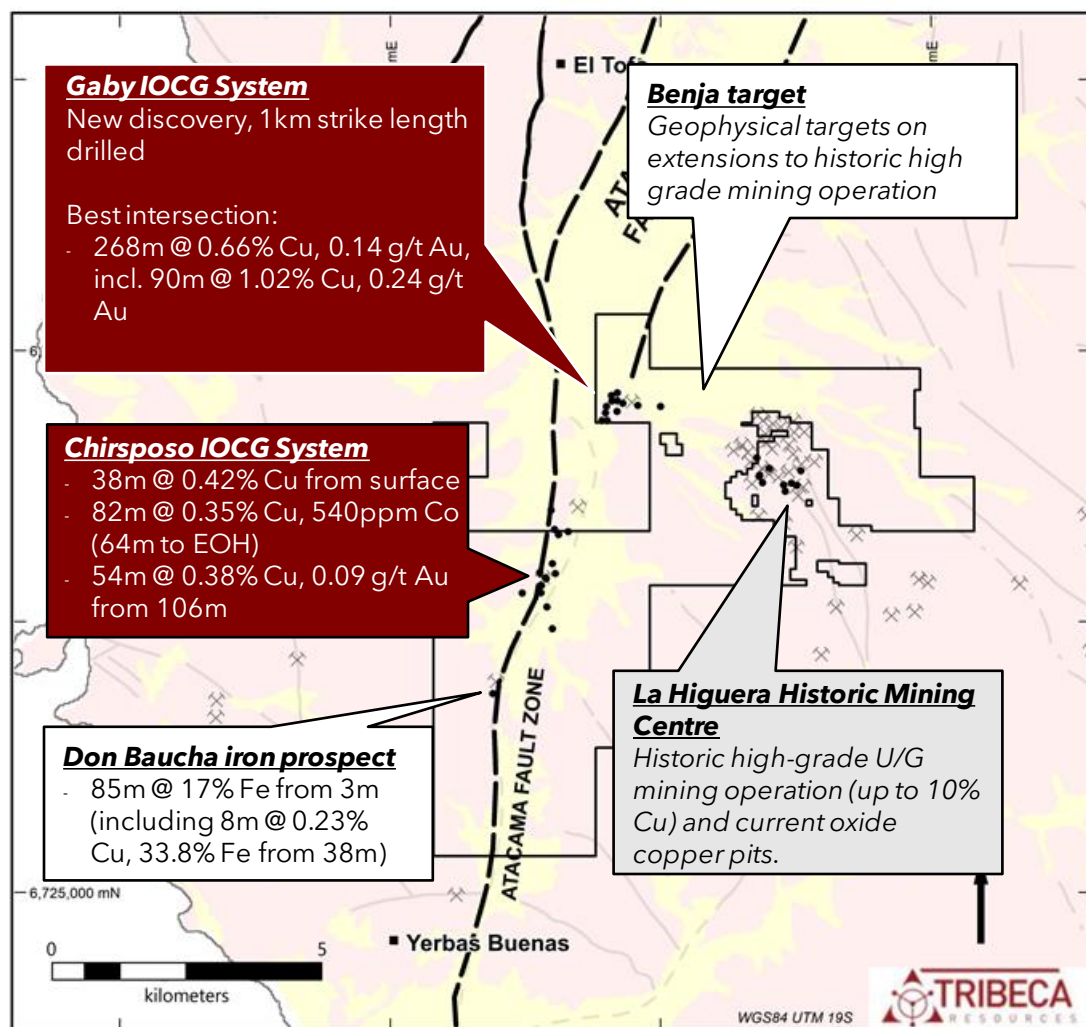 mE
mE
El Tof
Gaby IOCG System
New discovery, 1km strike length
drilled
Best intersection:
- 268m @ 0.66% Cu, 0.14 g/t Au,
incl. 90m @ 1.02% Cu, 0.24 g/t
Au
Benja target
Geophysical targets on
extensions to historic high
grade mining operation
ATA
FA
6,
Chirsposo IOCG System
- 38m @ 0.42% Cu from surface
- 82m @ 0.35% Cu, 540ppm Co
(64m to EOH)
- 54m @ 0.38% Cu, 0.09 g/t Au
from 106m
ATACAMA FAULT ZONE
La Higuera Historic Mining
Centre
Historic high-grade U/G
mining operation (up to 10%
Cu) and current oxide
copper pits.
Don Baucha iron prospect
- 85m @ 17% Fe from 3m
(including 8m @ 0.23%
Cu, 33.8% Fe from 38m)
6,725,000 mN
Yerbas Buenas
0 5
kilometers
WGS84 UTM 19S
TRIBECA
RESOURCES